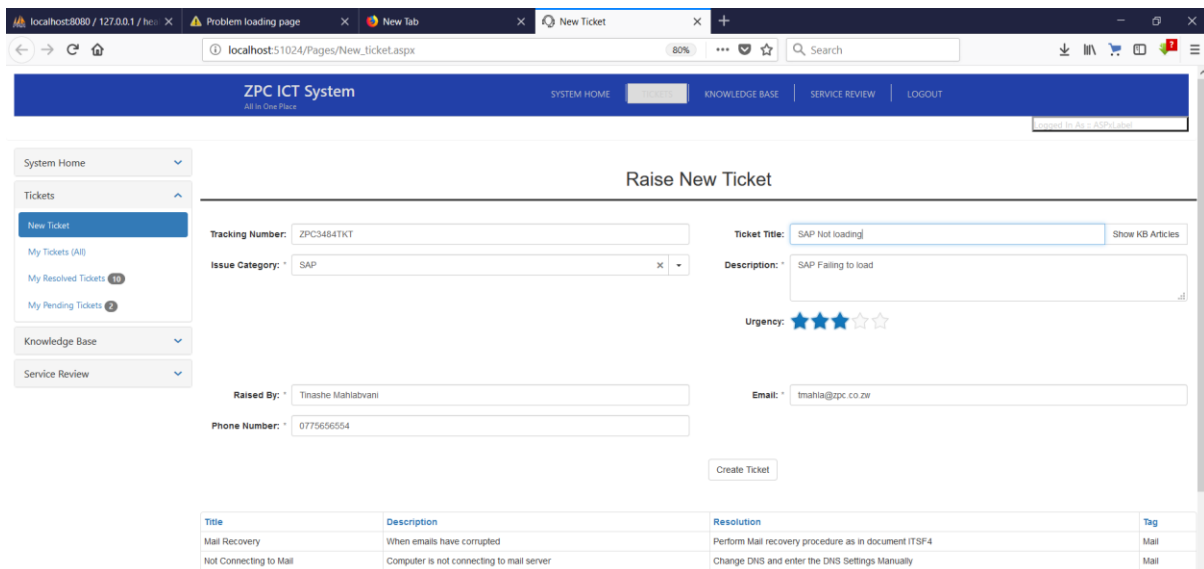 localhost:8080 / 127.0.0.1 / hea
Problem loading page
New Tab
New Ticket
localhost:51024/Pages/New_ticket.aspx
80%
Search
?
ZPC ICT System
All In One Place
SYSTEM HOME
TICKETS
KNOWLEDGE BASE
SERVICE REVIEW
LOGOUT
Logged In As : ASPxLabel
System Home
Tickets
New Ticket
My Tickets (All)
My Resolved Tickets 10
My Pending Tickets 2
Knowledge Base
Service Review
Raise New Ticket
Tracking Number: ZPC3484TKT
Ticket Title: SAP Not loading Show KB Articles
Issue Category: * SAP
Description: * SAP Failing to load
Urgency:
Raised By: * Tinashe Mahlabvani
Email: * tmahla@zpc.co.zw
Phone Number: * 0775656554
Create Ticket
Title Description Resolution Tag
Mail Recovery When emails have corrupted Perform Mail recovery procedure as in document ITSF4 Mail
Not Connecting to Mail Computer is not connecting to mail server Change DNS and enter the DNS Settings Manually Mail